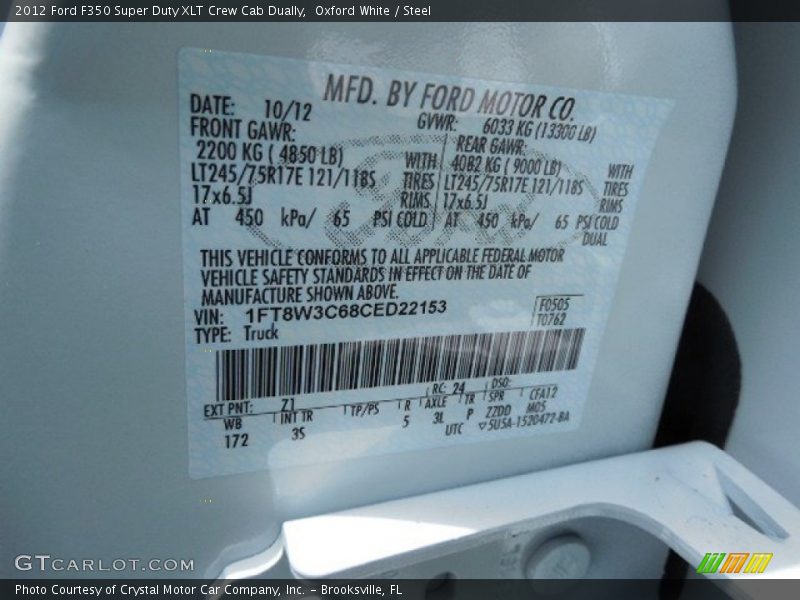 2012 Ford F350 Super Duty XLT Crew Cab Dually, Oxford White / Steel
MFD. BY FORD MOTOR CO.
DATE: 10/12
GVWR: 6033 KG (13300 LB)
FRONT GAWR:
2200 KG ( 4850 LB)
WITH
LT245/75R17E 121/118S
TIRES
17x6.5J
RIMS
AT 450 kPa/ 65 PSI COLD
REAR GAWR:
4082 KG ( 9000 LB)
WITH
LT245/75R17E 121/118S
TIRES
17x6.5J
RIMS
AT 450 kPa/ 65 PSI COLD
DUAL
THIS VEHICLE CONFORMS TO ALL APPLICABLE FEDERAL MOTOR
VEHICLE SAFETY STANDARDS IN EFFECT ON THE DATE OF
MANUFACTURE SHOWN ABOVE.
VIN: 1FT8W3C68CED22153
F0505
T0762
TYPE: Truck
EXT PNT: Z1
RC: 24
DSO:
WB
INT TR
TP/PS
R
AXLE
TR
SPR
CFA12
172
3S
5
3L
P
ZZDD
M05
UTC
5U5A-1520472-BA
GTCARLOT.COM
Photo Courtesy of Crystal Motor Car Company, Inc. – Brooksville, FL